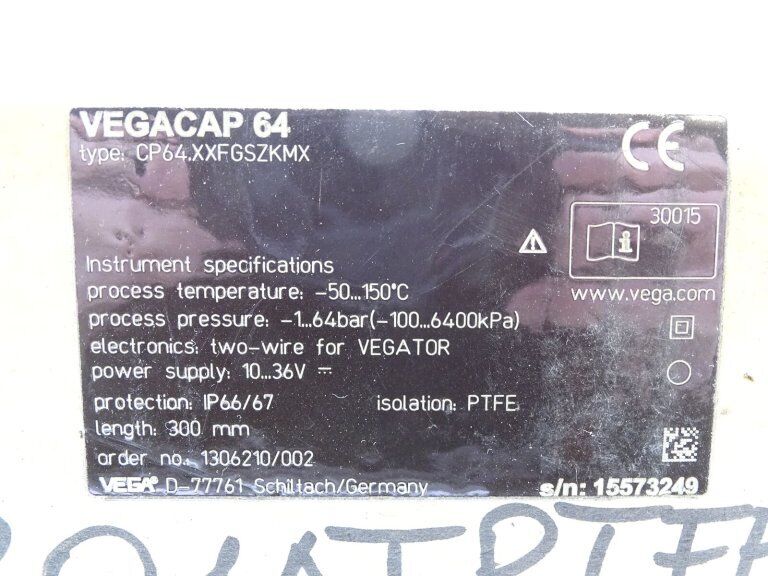 VEGACAP 64
type: CP64.XXFGSZKMX
CE
30015
www.vega.com
Instrument specifications
process temperature: -50...150°C
process pressure: -1...64bar(-100...6400kPa)
electronics: two-wire for VEGATOR
power supply: 10...36V ⎓
protection: IP66/67 isolation: PTFE
length: 300 mm
order no.: 1306210/002
VEGA D-77761 Schiltach/Germany s/n: 15573249